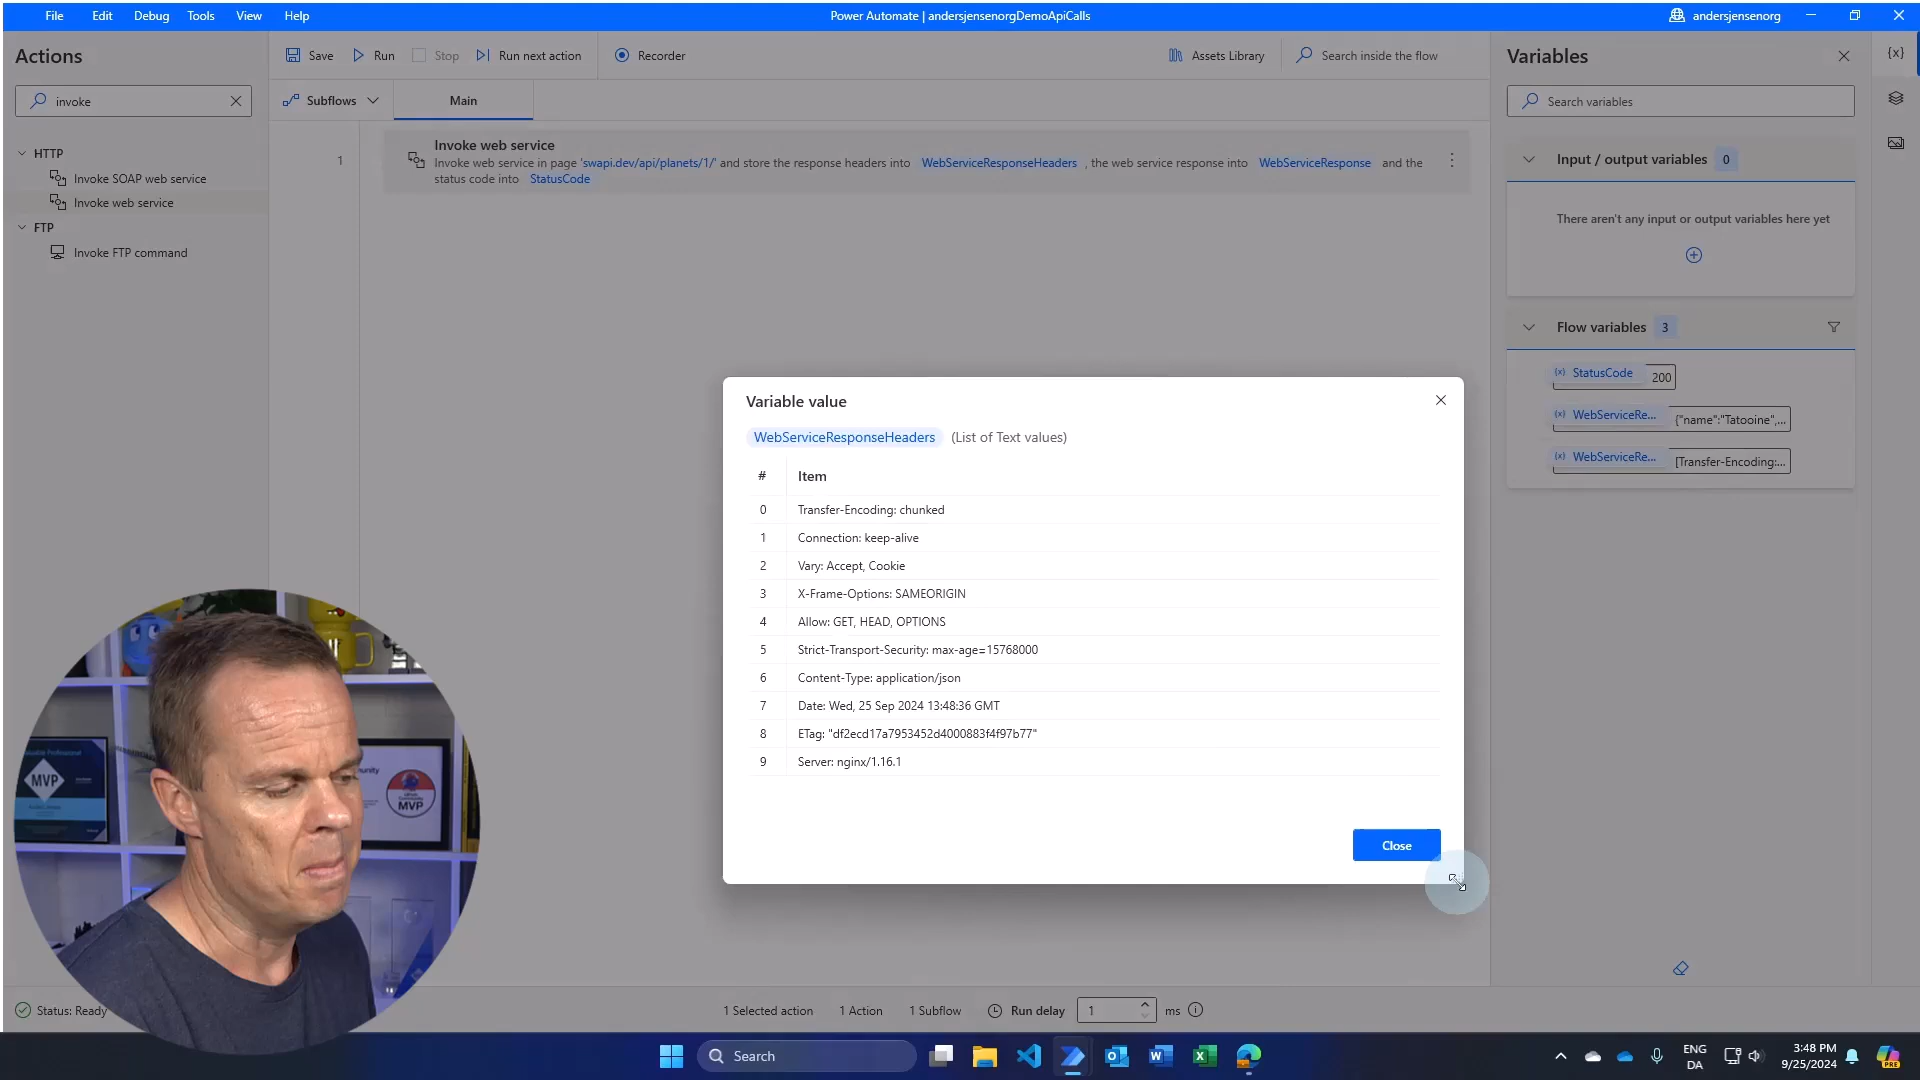 File Edit Debug Tools View Help
Power Automate | andersjensenorgDemoApiCalls
andersjensenorg
Actions
invoke
HTTP
Invoke SOAP web service
Invoke web service
FTP
Invoke FTP command
Save Run Stop Run next action Recorder
Assets Library Search inside the flow
Subflows Main
1
Invoke web service
Invoke web service in page 'swapi.dev/api/planets/1/' and store the response headers into WebServiceResponseHeaders , the web service response into WebServiceResponse and the
status code into StatusCode
Variables
{x}
Search variables
Input / output variables 0
There aren't any input or output variables here yet
Flow variables 3
(x) StatusCode 200
(x) WebServiceRe... {"name":"Tatooine",...
(x) WebServiceRe... [Transfer-Encoding:...
Variable value
WebServiceResponseHeaders (List of Text values)
# Item
0 Transfer-Encoding: chunked
1 Connection: keep-alive
2 Vary: Accept, Cookie
3 X-Frame-Options: SAMEORIGIN
4 Allow: GET, HEAD, OPTIONS
5 Strict-Transport-Security: max-age=15768000
6 Content-Type: application/json
7 Date: Wed, 25 Sep 2024 13:48:36 GMT
8 ETag: "df2ecd17a7953452d4000883f4f97b77"
9 Server: nginx/1.16.1
Close
MVP
MVP
Status: Ready
1 Selected action 1 Action 1 Subflow Run delay 1 ms
Search
ENG
DA
3:48 PM
9/25/2024
PRE